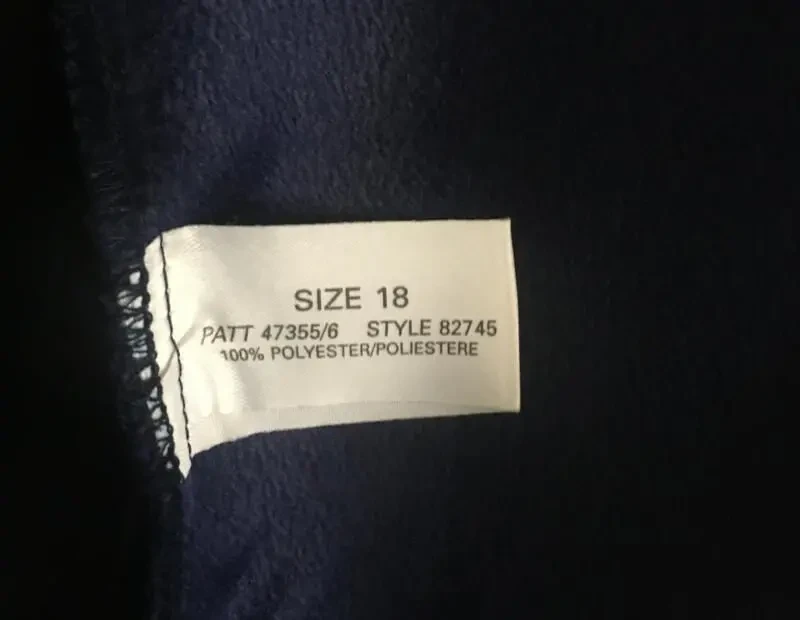 SIZE 18
PATT 47355/6 STYLE 82745
100% POLYESTER/POLIESTERE